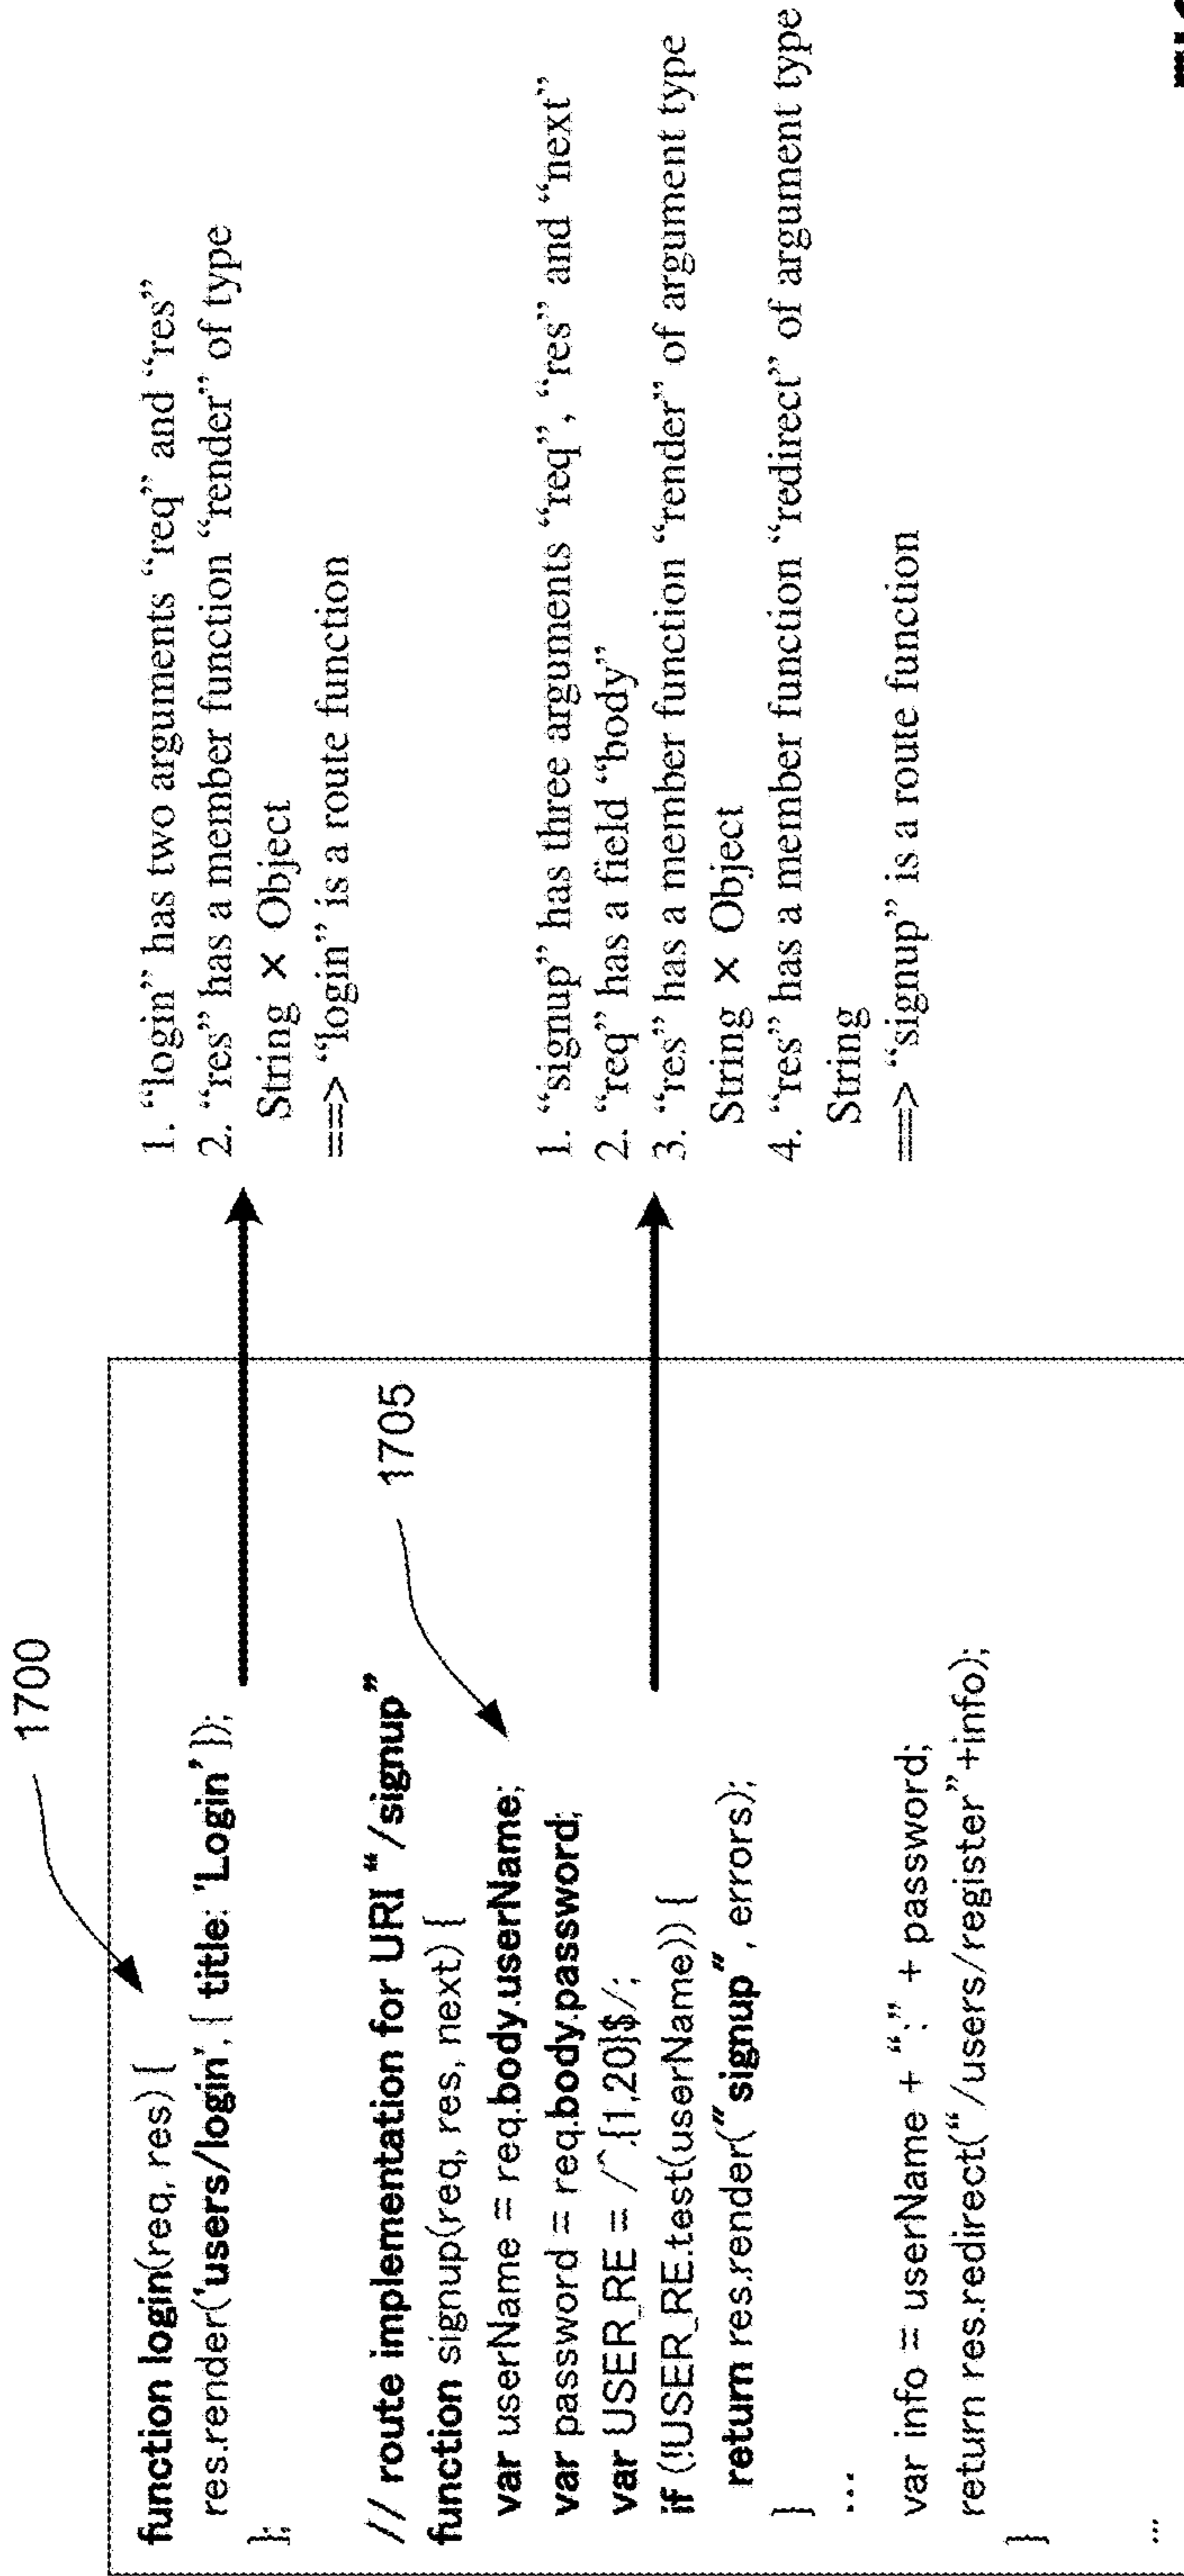 1700
function login(req, res) {
res.render('users/login', { title: 'Login' });
};
// route implementation for URI “/signup”
function signup(req, res, next) {
1705
var userName = req.body.userName;
var password = req.body.password;
var USER_RE = /^.{1,20}$/;
if (!USER_RE.test(userName)) {
return res.render("signup", errors);
}
...
var info = userName + “:” + password;
return res.redirect(“/users/register”+info);
}
...
1. “login” has two arguments “req” and “res”
2. “res” has a member function “render” of type
String × Object
==> “login” is a route function
1. “signup” has three arguments “req”, “res” and “next”
2. “req” has a field “body”
3. “res” has a member function “render” of argument type
String × Object
4. “res” has a member function “redirect” of argument type
String
==> “signup” is a route function